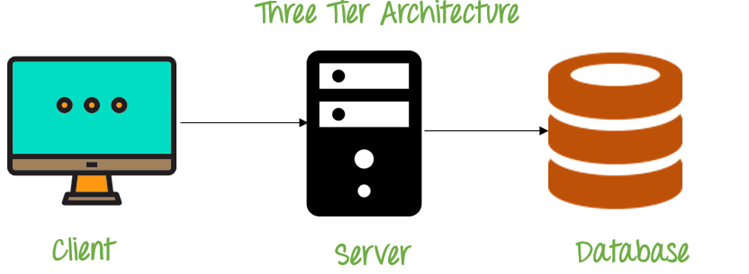 Three Tier Architecture
Client
Server
Database